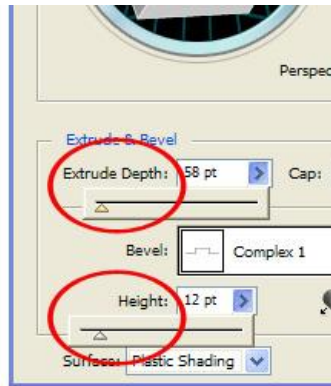 Perspec
Extrude & Bevel
Extrude Depth: 58 pt Cap:
Bevel: Complex 1
Height: 12 pt
Surface: Plastic Shading